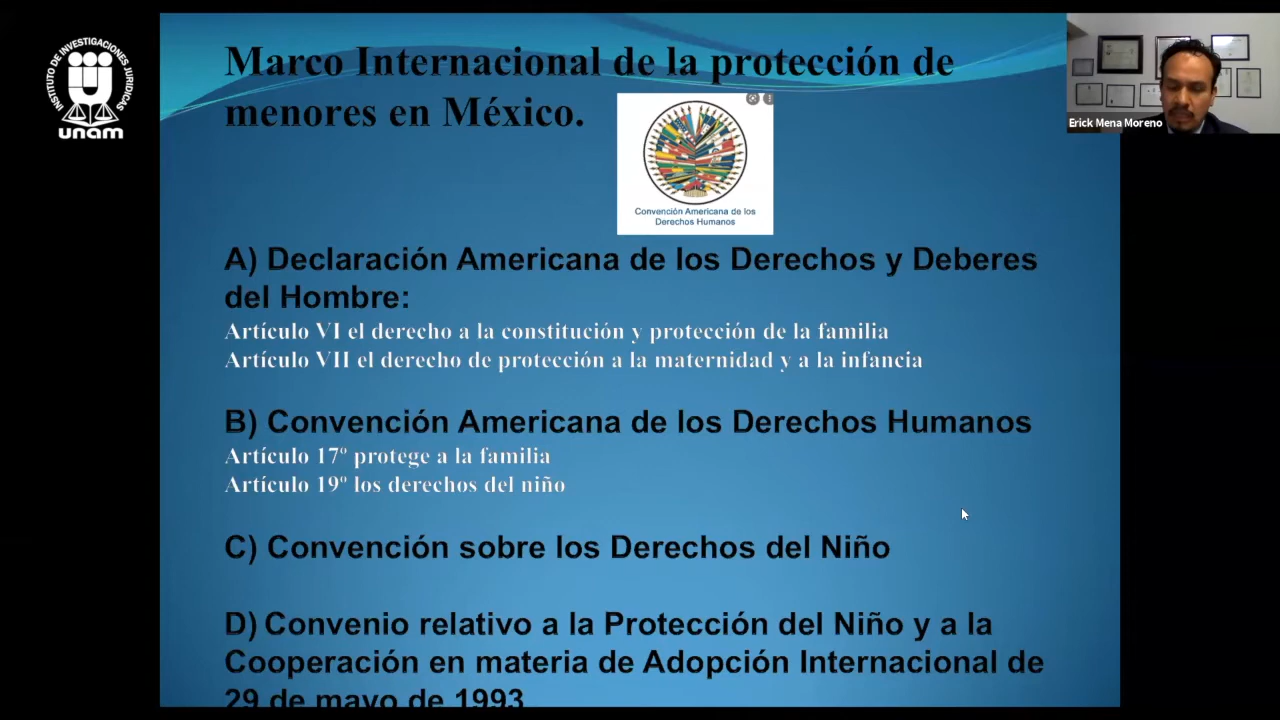 INSTITUTO DE INVESTIGACIONES JURÍDICAS
UNAM
Marco Internacional de la protección de
menores en México.
Convención Americana de los
Derechos Humanos
Erick Mena Moreno
A) Declaración Americana de los Derechos y Deberes
del Hombre:
Artículo VI el derecho a la constitución y protección de la familia
Artículo VII el derecho de protección a la maternidad y a la infancia
B) Convención Americana de los Derechos Humanos
Artículo 17º protege a la familia
Artículo 19º los derechos del niño
C) Convención sobre los Derechos del Niño
D) Convenio relativo a la Protección del Niño y a la
Cooperación en materia de Adopción Internacional de
29 de mayo de 1993